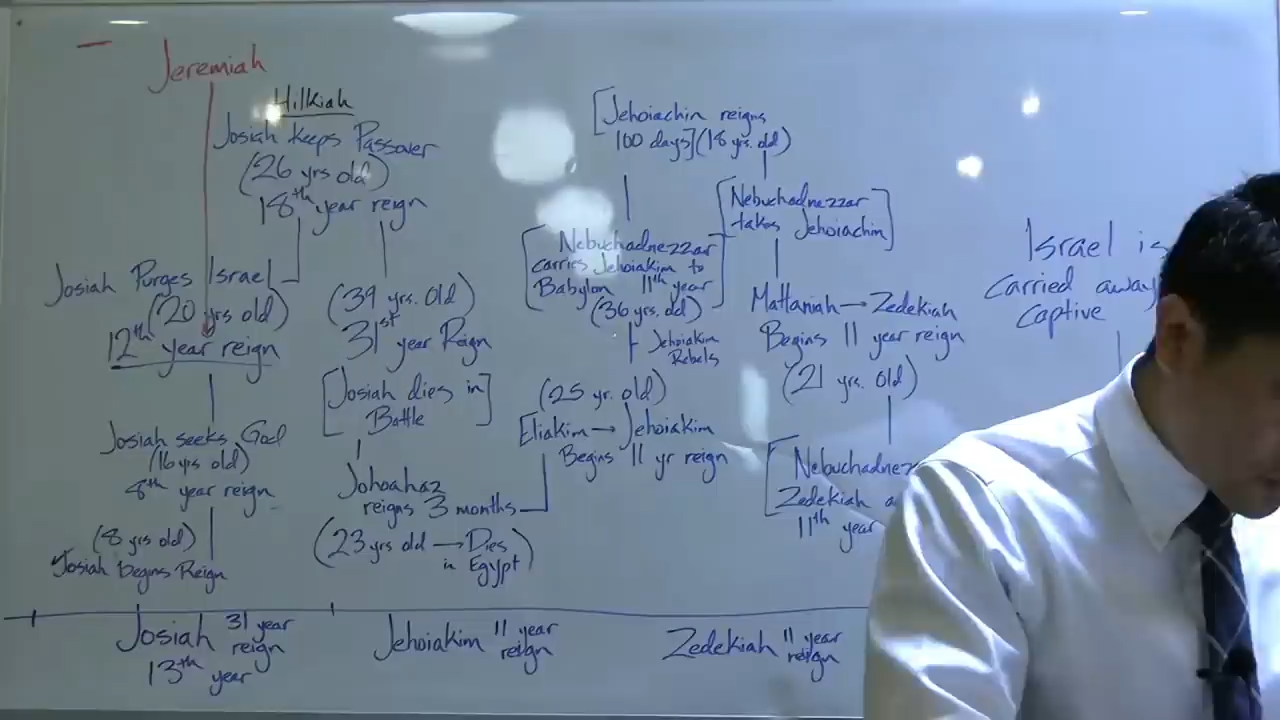 Jeremiah
Hilkiah
Josiah keeps Passover
(26 yrs old)
18th year reign
Josiah Purges Israel
(20 yrs old)
12th year reign
Josiah seeks God
(16 yrs old)
8th year reign
(8 yrs old)
Josiah begins Reign
(39 yrs. Old)
31st year Reign
[Josiah dies in
Battle]
Johoahaz
reigns 3 months
(23 yrs old → Dies
in Egypt)
[Jehoiachin reigns
100 days] (18 yrs. old)
[Nebuchadnezzar
takes Jehoiachin]
[Nebuchadnezzar
carries Jehoiakim to
Babylon 11th year]
(36 yrs. old)
Jehoiakim
Rebels
(25 yr. old)
Eliakim → Jehoiakim
Begins 11 yr reign
Mattaniah → Zedekiah
Begins 11 year reign
(21 yrs. Old)
[Nebuchadnez
Zedekiah a
11th year
Israel is
carried away
captive
Josiah 31 year
reign
13th year
Jehoiakim 11 year
reign
Zedekiah 11 year
reign